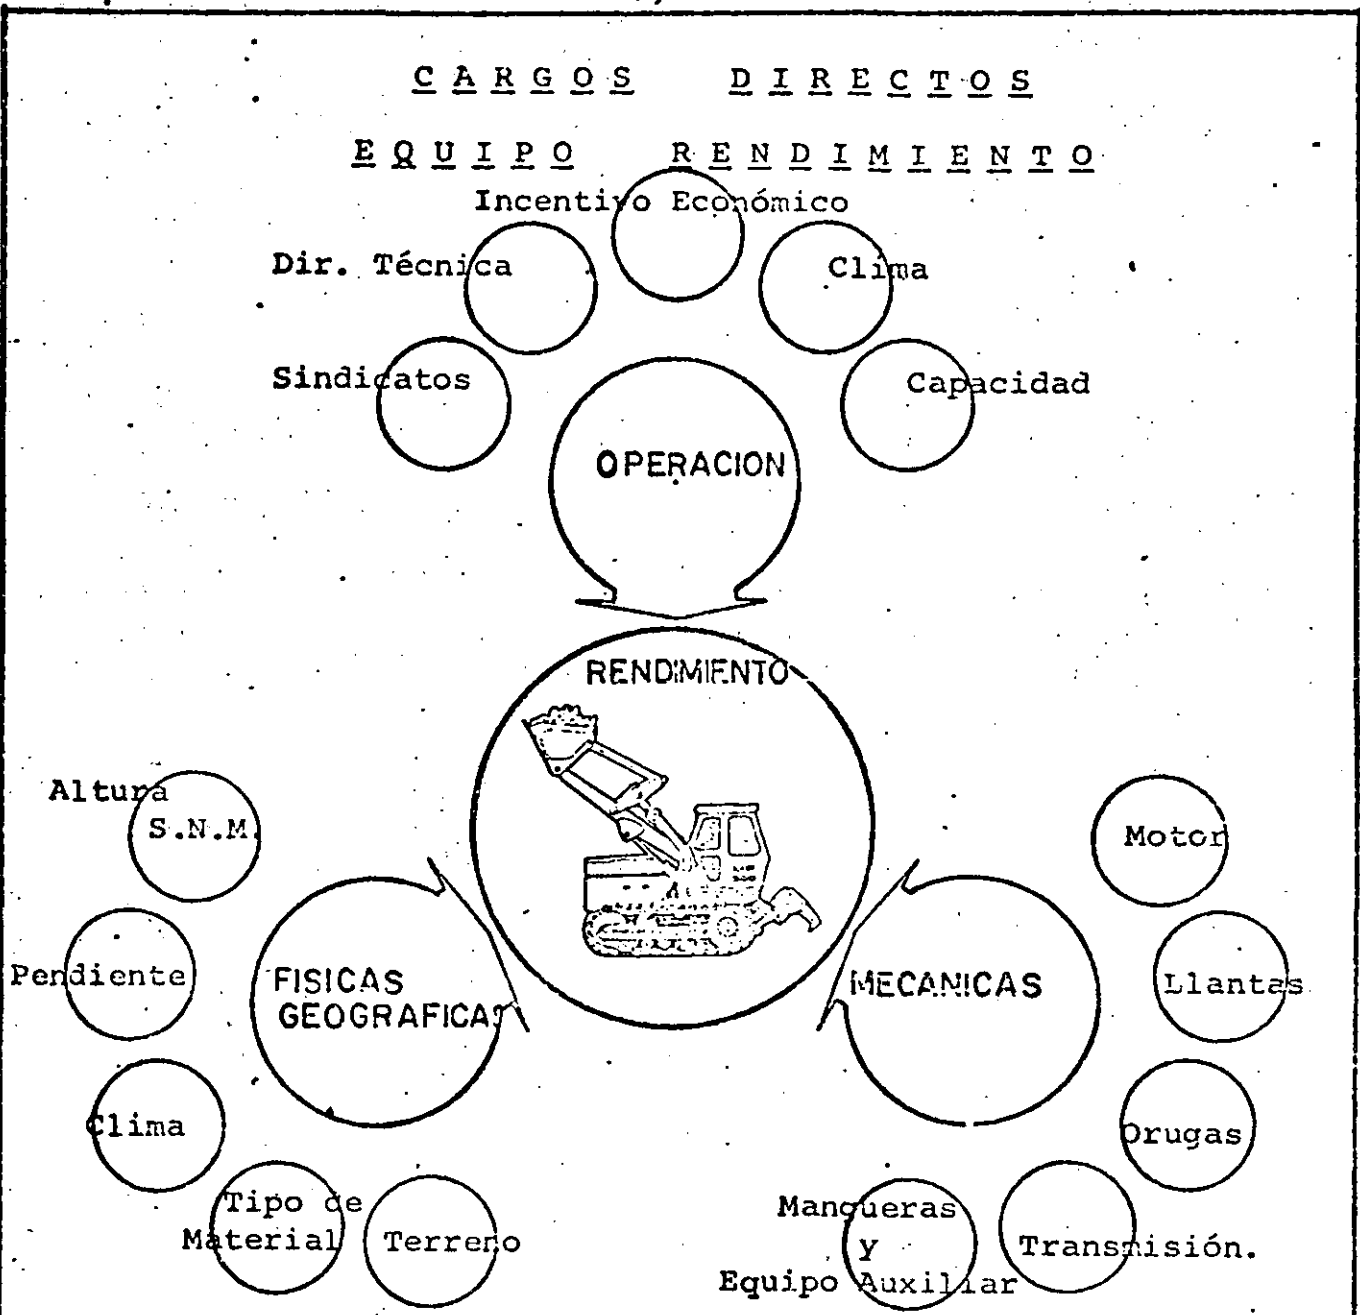 CARGOS DIRECTOS
EQUIPO RENDIMIENTO
Incentivo Económico
Dir. Técnica
Clima
Sindicatos
Capacidad
OPERACION
RENDIMIENTO
Altura
S.N.M.
Motor
Pendiente
FISICAS
GEOGRAFICAS
MECANICAS
Llantas
Clima
Orugas
Tipo de
Material
Terreno
Mangueras
y
Equipo Auxiliar
Transmisión.